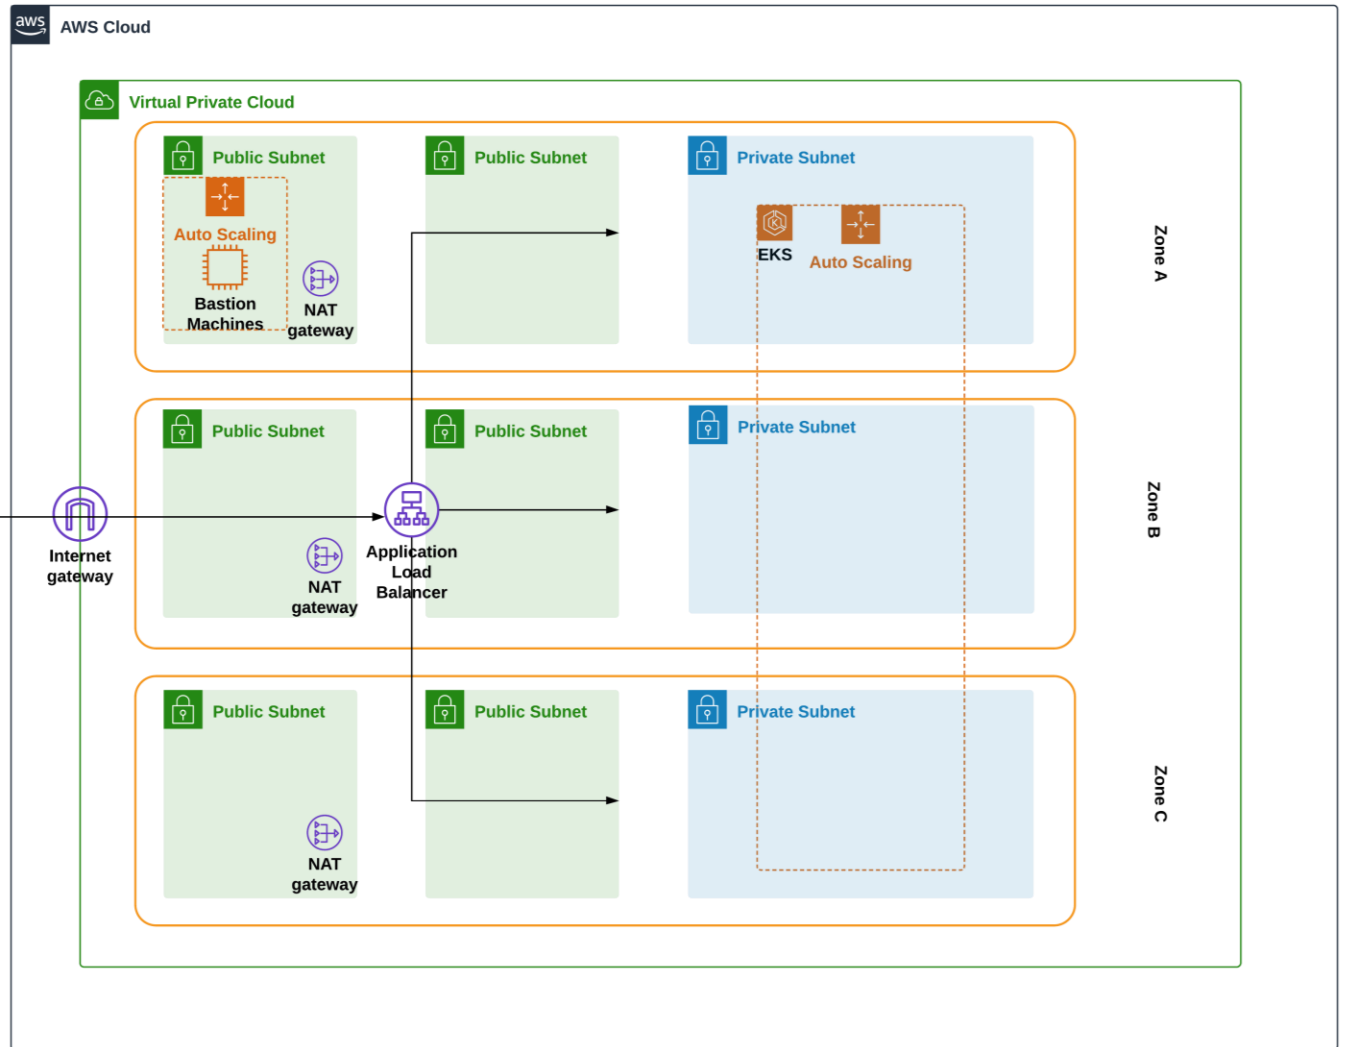 aws
AWS Cloud
Virtual Private Cloud
Public Subnet
Auto Scaling
Bastion
Machines
NAT
gateway
Public Subnet
Private Subnet
K
EKS
Auto Scaling
Zone A
Public Subnet
NAT
gateway
Public Subnet
Private Subnet
Zone B
Internet
gateway
Application
Load
Balancer
Public Subnet
NAT
gateway
Public Subnet
Private Subnet
Zone C